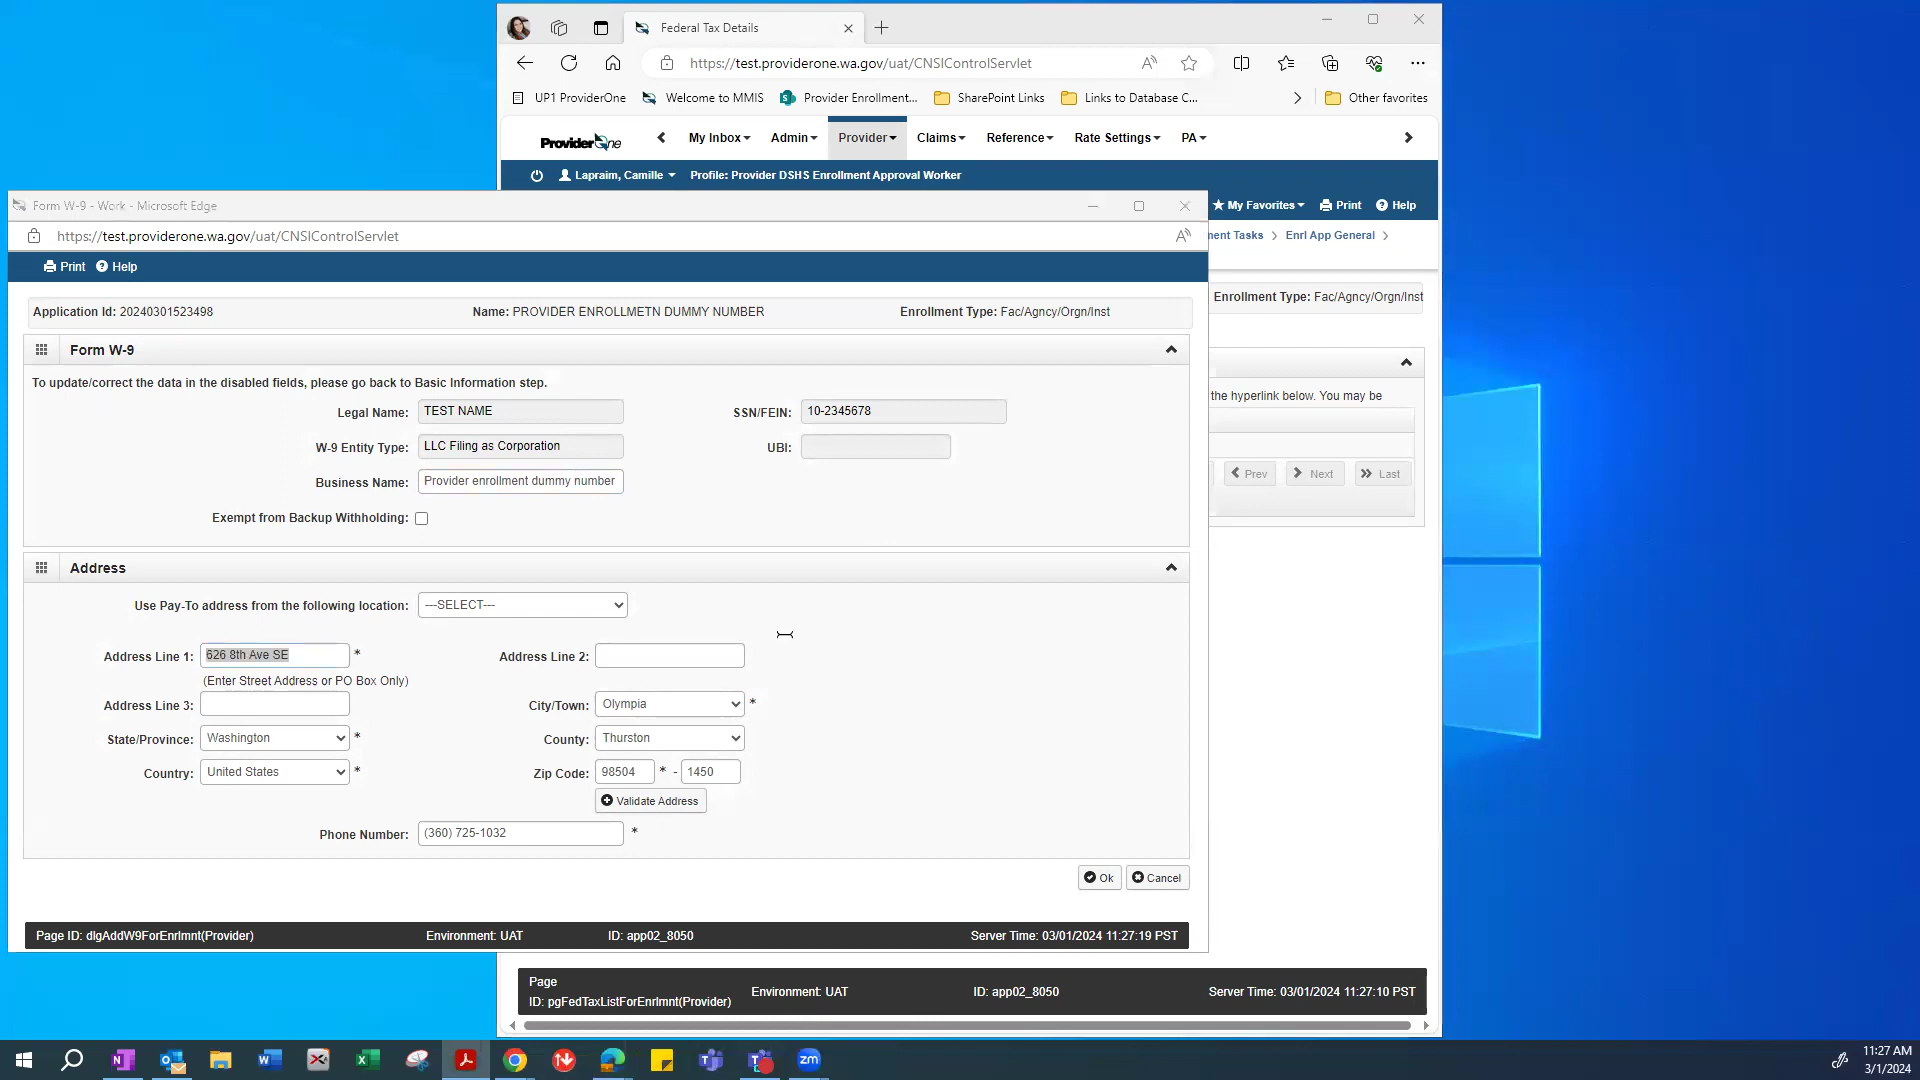 Federal Tax Details
https://test.providerone.wa.gov/uat/CNSIControlServlet
UP1 ProviderOne
Welcome to MMIS
Provider Enrollment...
SharePoint Links
Links to Database C...
Other favorites
ProviderOne
My Inbox
Admin
Provider
Claims
Reference
Rate Settings
PA
Lapraim, Camille
Profile: Provider DSHS Enrollment Approval Worker
My Favorites
Print
Help
ment Tasks
Enrl App General
Enrollment Type: Fac/Agncy/Orgn/Inst
the hyperlink below. You may be
Prev
Next
Last
Form W-9 - Work - Microsoft Edge
https://test.providerone.wa.gov/uat/CNSIControlServlet
Print
Help
Application Id: 20240301523498
Name: PROVIDER ENROLLMETN DUMMY NUMBER
Enrollment Type: Fac/Agncy/Orgn/Inst
Form W-9
To update/correct the data in the disabled fields, please go back to Basic Information step.
Legal Name: TEST NAME
SSN/FEIN: 10-2345678
W-9 Entity Type: LLC Filing as Corporation
UBI:
Business Name: Provider enrollment dummy number
Exempt from Backup Withholding:
Address
Use Pay-To address from the following location: ---SELECT---
Address Line 1: 626 8th Ave SE *
Address Line 2:
(Enter Street Address or PO Box Only)
Address Line 3:
City/Town: Olympia *
State/Province: Washington *
County: Thurston
Country: United States *
Zip Code: 98504 * - 1450
Validate Address
Phone Number: (360) 725-1032 *
Ok
Cancel
Page ID: dlgAddW9ForEnrlmnt(Provider)
Environment: UAT
ID: app02_8050
Server Time: 03/01/2024 11:27:19 PST
Page
ID: pgFedTaxListForEnrlmnt(Provider)
Environment: UAT
ID: app02_8050
Server Time: 03/01/2024 11:27:10 PST
zm
11:27 AM
3/1/2024